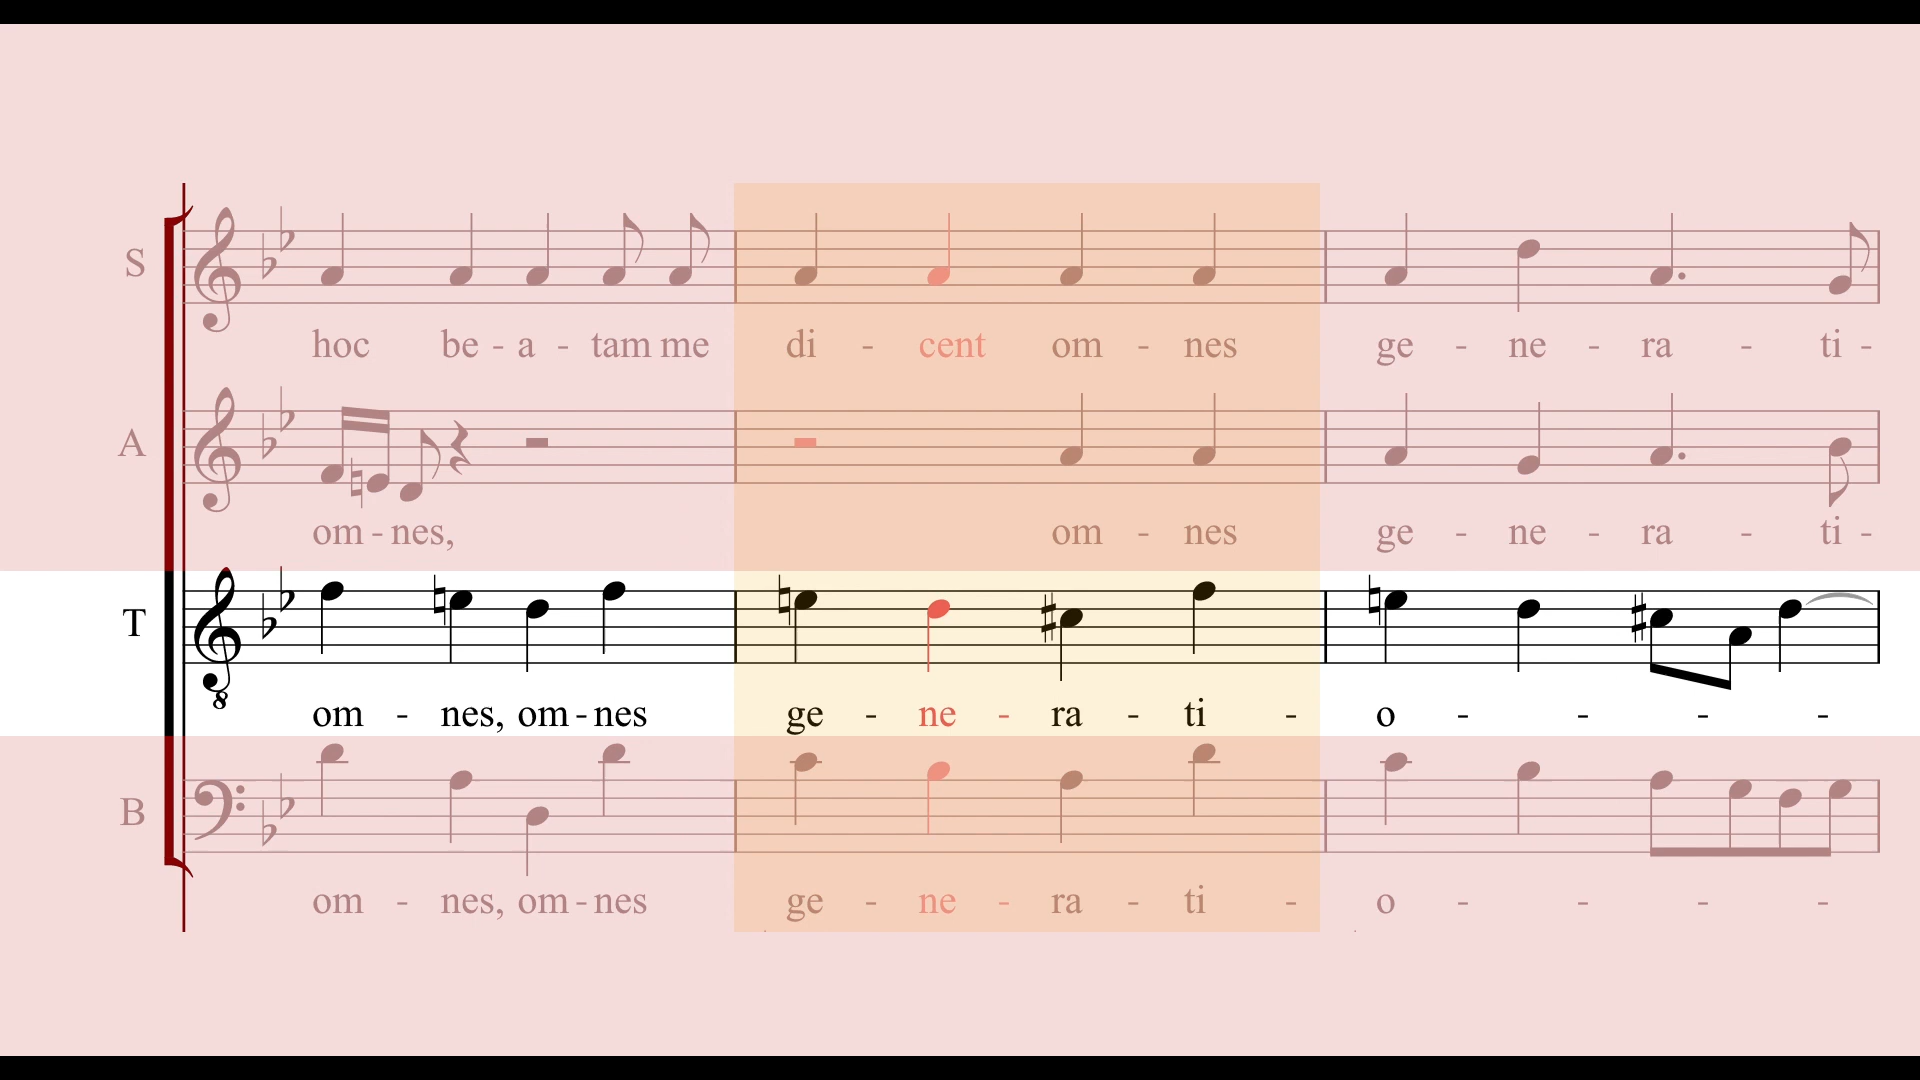 S
hoc be - a - tam me di - cent om - nes ge - ne - ra - ti -
A
om - nes, om - nes ge - ne - ra - ti -
T
8
om - nes, om - nes ge - ne - ra - ti - o - - - -
B
om - nes, om - nes ge - ne - ra - ti - o - - - -